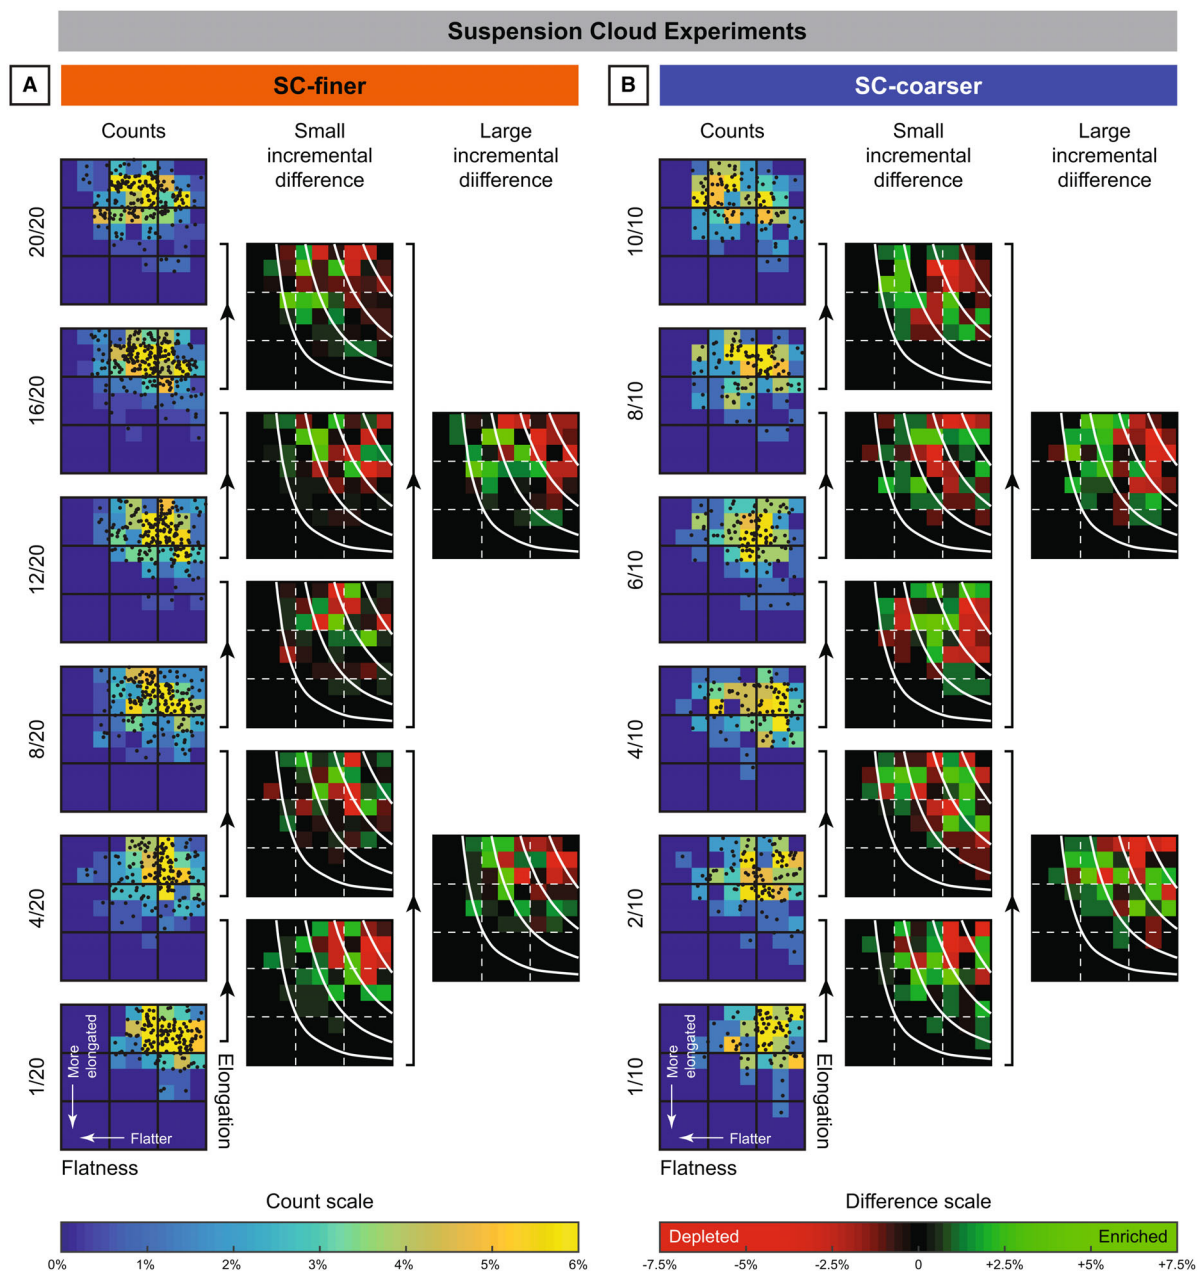 Suspension Cloud Experiments
A
SC-finer
B
SC-coarser
Counts
Small
incremental
difference
Large
incremental
diifference
Counts
Small
incremental
difference
Large
incremental
diifference
20/20
16/20
12/20
8/20
4/20
1/20
More
elongated
Flatter
Elongation
Flatness
10/10
8/10
6/10
4/10
2/10
1/10
More
elongated
Flatter
Elongation
Flatness
Count scale
0% 1% 2% 3% 4% 5% 6%
Difference scale
Depleted Enriched
-7.5% -5% -2.5% 0 +2.5% +5% +7.5%